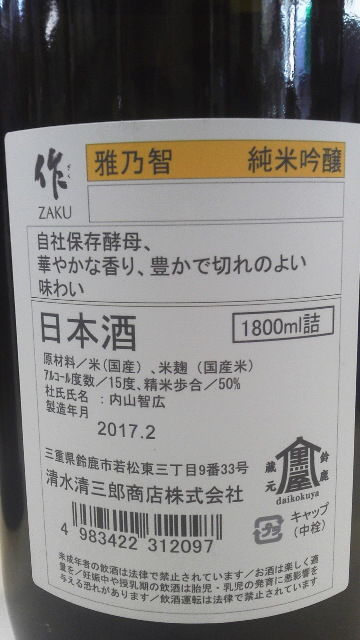 作 ざく
ZAKU
雅乃智 純米吟醸
自社保存酵母、
華やかな香り、豊かで切れのよい
味わい
日本酒
1800ml詰
原材料／米(国産)、米麹（国産米）
ｱﾙｺｰﾙ度数／15度、精米歩合／50%
杜氏氏名：内山智広
製造年月
2017.2
三重県鈴鹿市若松東三丁目9番33号
清水清三郎商店株式会社
鈴鹿
蔵元
daikokuya
4 983422 312097
プラ
キャップ
(中栓)
未成年者の飲酒は法律で禁止されています／お酒は楽しく適
量を／妊娠中や授乳期の飲酒は胎児・乳児の発育に悪影響を
与える恐れがあります／飲酒運転は法律で禁止されています